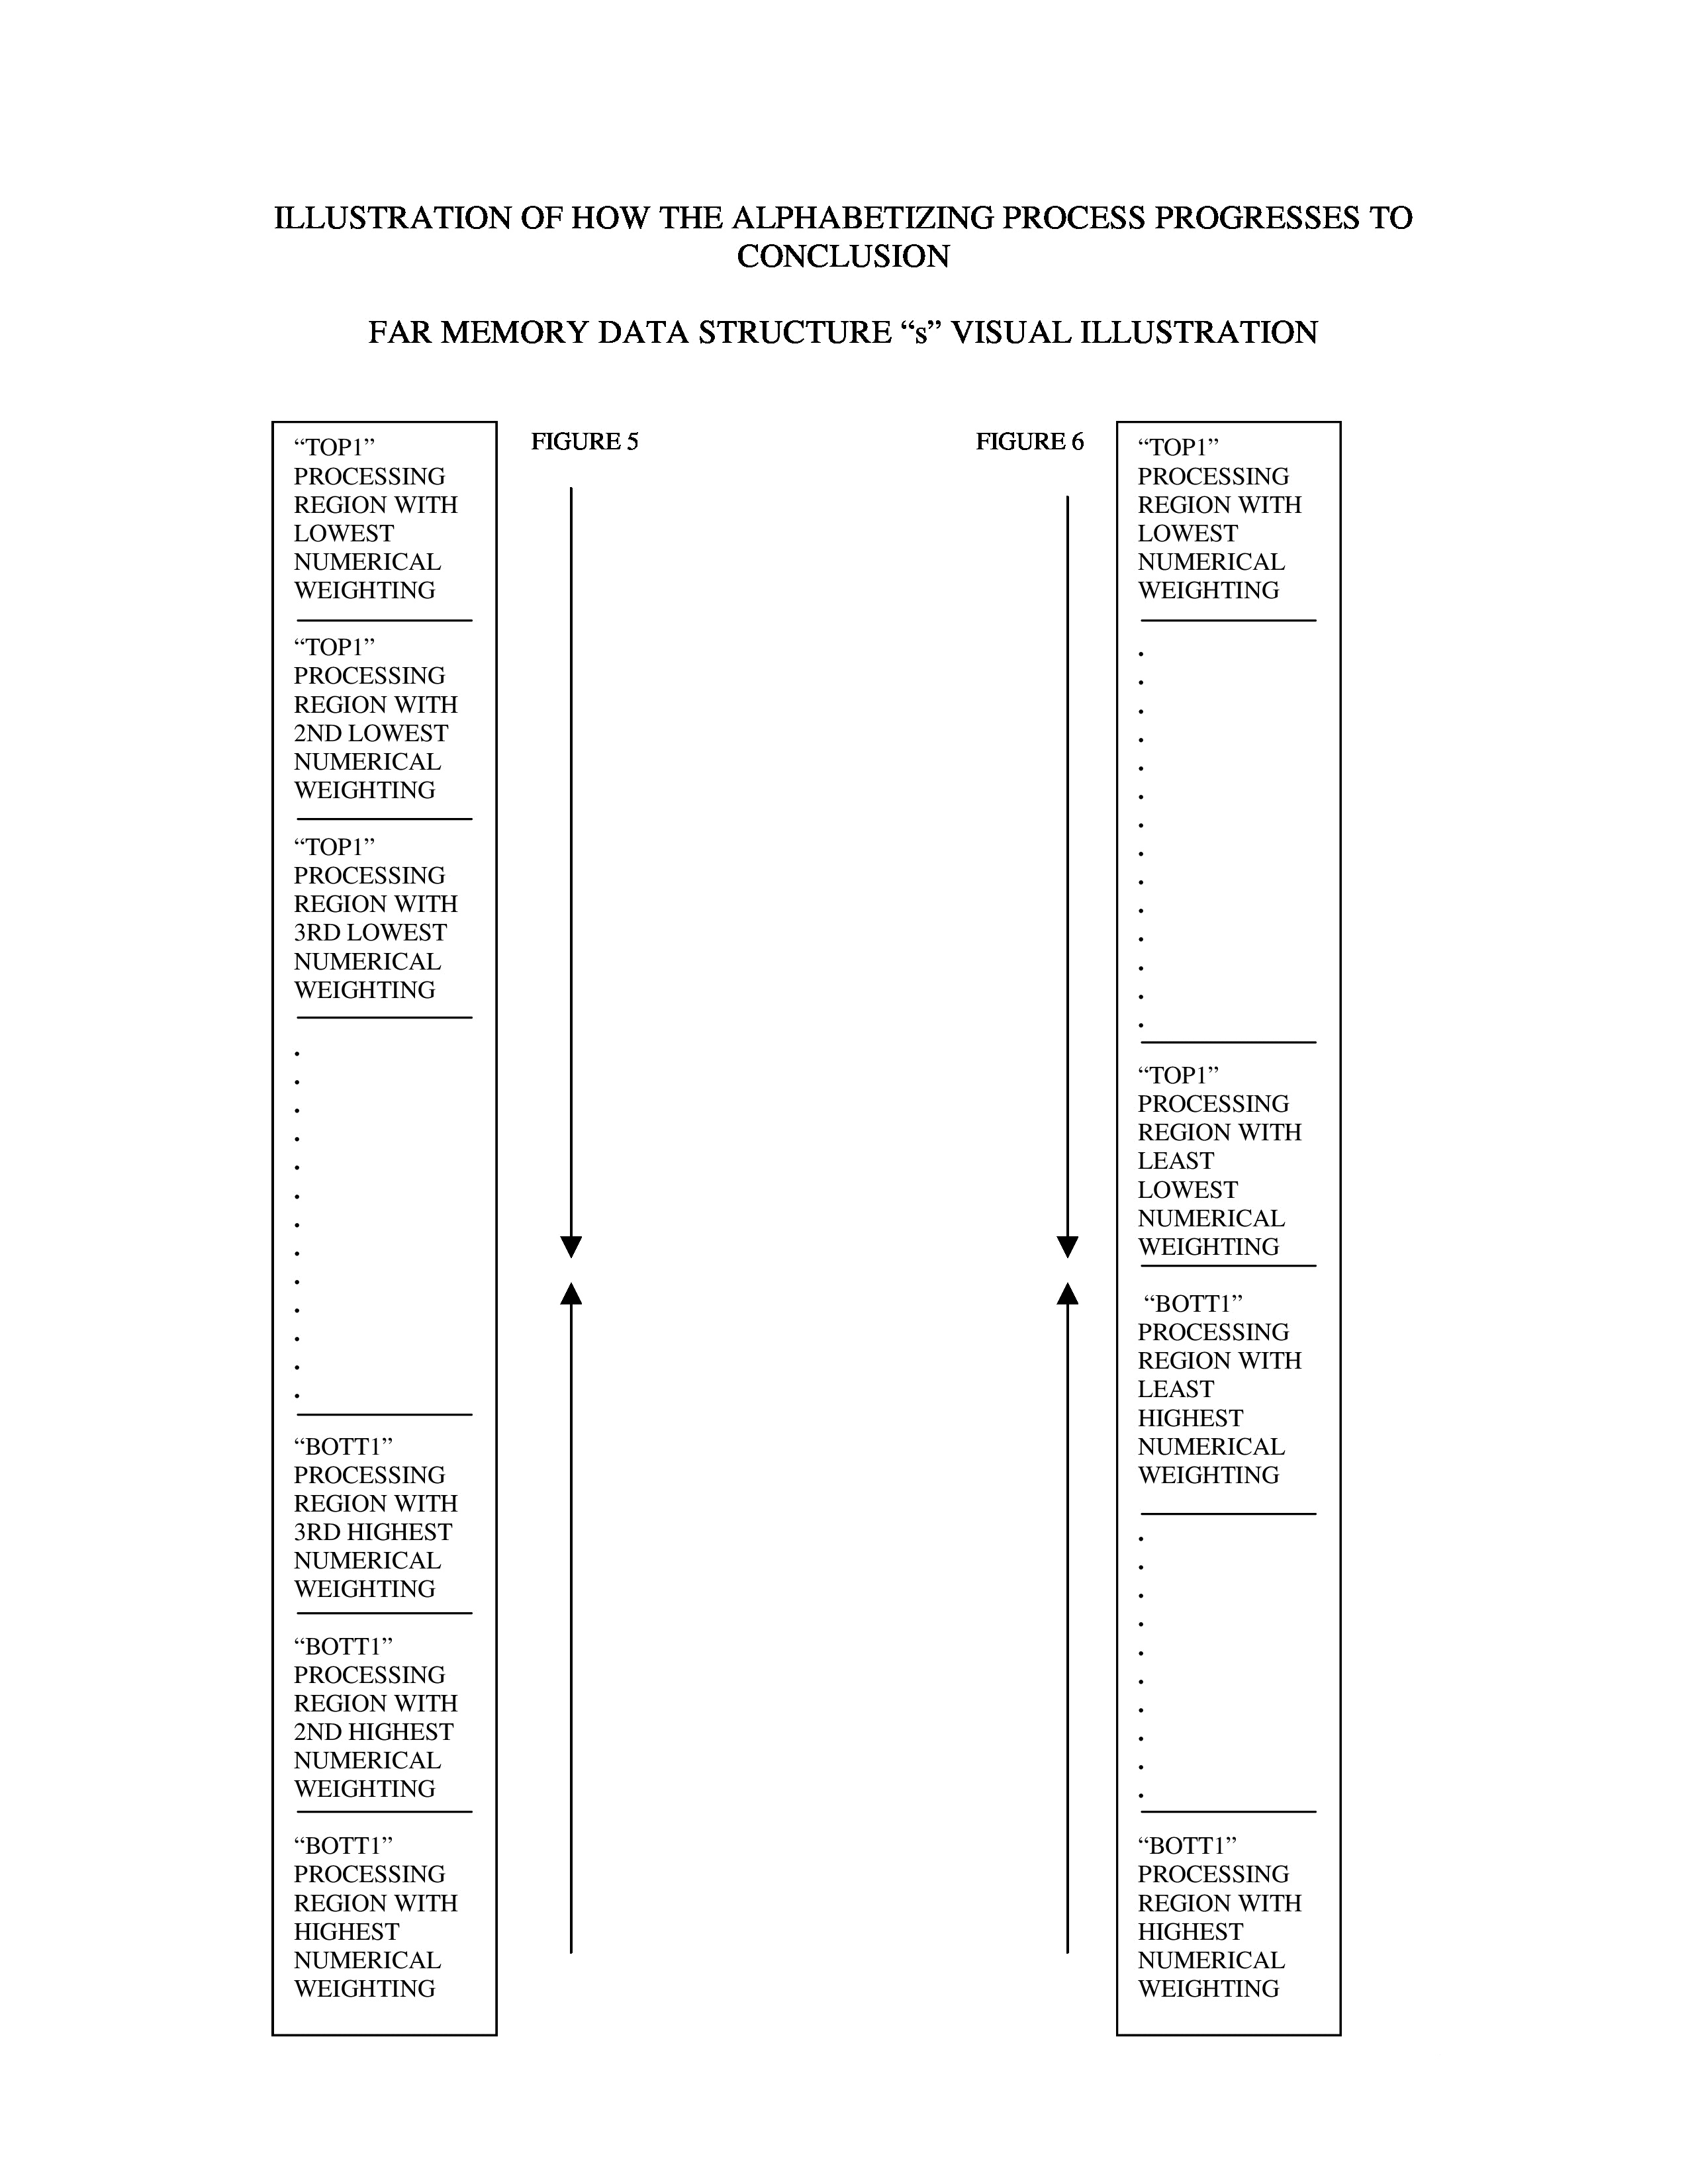 ILLUSTRATION OF HOW THE ALPHABETIZING PROCESS PROGRESSES TO
CONCLUSION
FAR MEMORY DATA STRUCTURE “s” VISUAL ILLUSTRATION
“TOP1”
PROCESSING
REGION WITH
LOWEST
NUMERICAL
WEIGHTING
“TOP1”
PROCESSING
REGION WITH
2ND LOWEST
NUMERICAL
WEIGHTING
“TOP1”
PROCESSING
REGION WITH
3RD LOWEST
NUMERICAL
WEIGHTING
.
.
.
.
.
.
.
.
.
.
.
.
.
“BOTT1”
PROCESSING
REGION WITH
3RD HIGHEST
NUMERICAL
WEIGHTING
“BOTT1”
PROCESSING
REGION WITH
2ND HIGHEST
NUMERICAL
WEIGHTING
“BOTT1”
PROCESSING
REGION WITH
HIGHEST
NUMERICAL
WEIGHTING
FIGURE 5
FIGURE 6
“TOP1”
PROCESSING
REGION WITH
LOWEST
NUMERICAL
WEIGHTING
.
.
.
.
.
.
.
.
.
.
.
.
.
.
“TOP1”
PROCESSING
REGION WITH
LEAST
LOWEST
NUMERICAL
WEIGHTING
“BOTT1”
PROCESSING
REGION WITH
LEAST
HIGHEST
NUMERICAL
WEIGHTING
.
.
.
.
.
.
.
.
.
.
“BOTT1”
PROCESSING
REGION WITH
HIGHEST
NUMERICAL
WEIGHTING